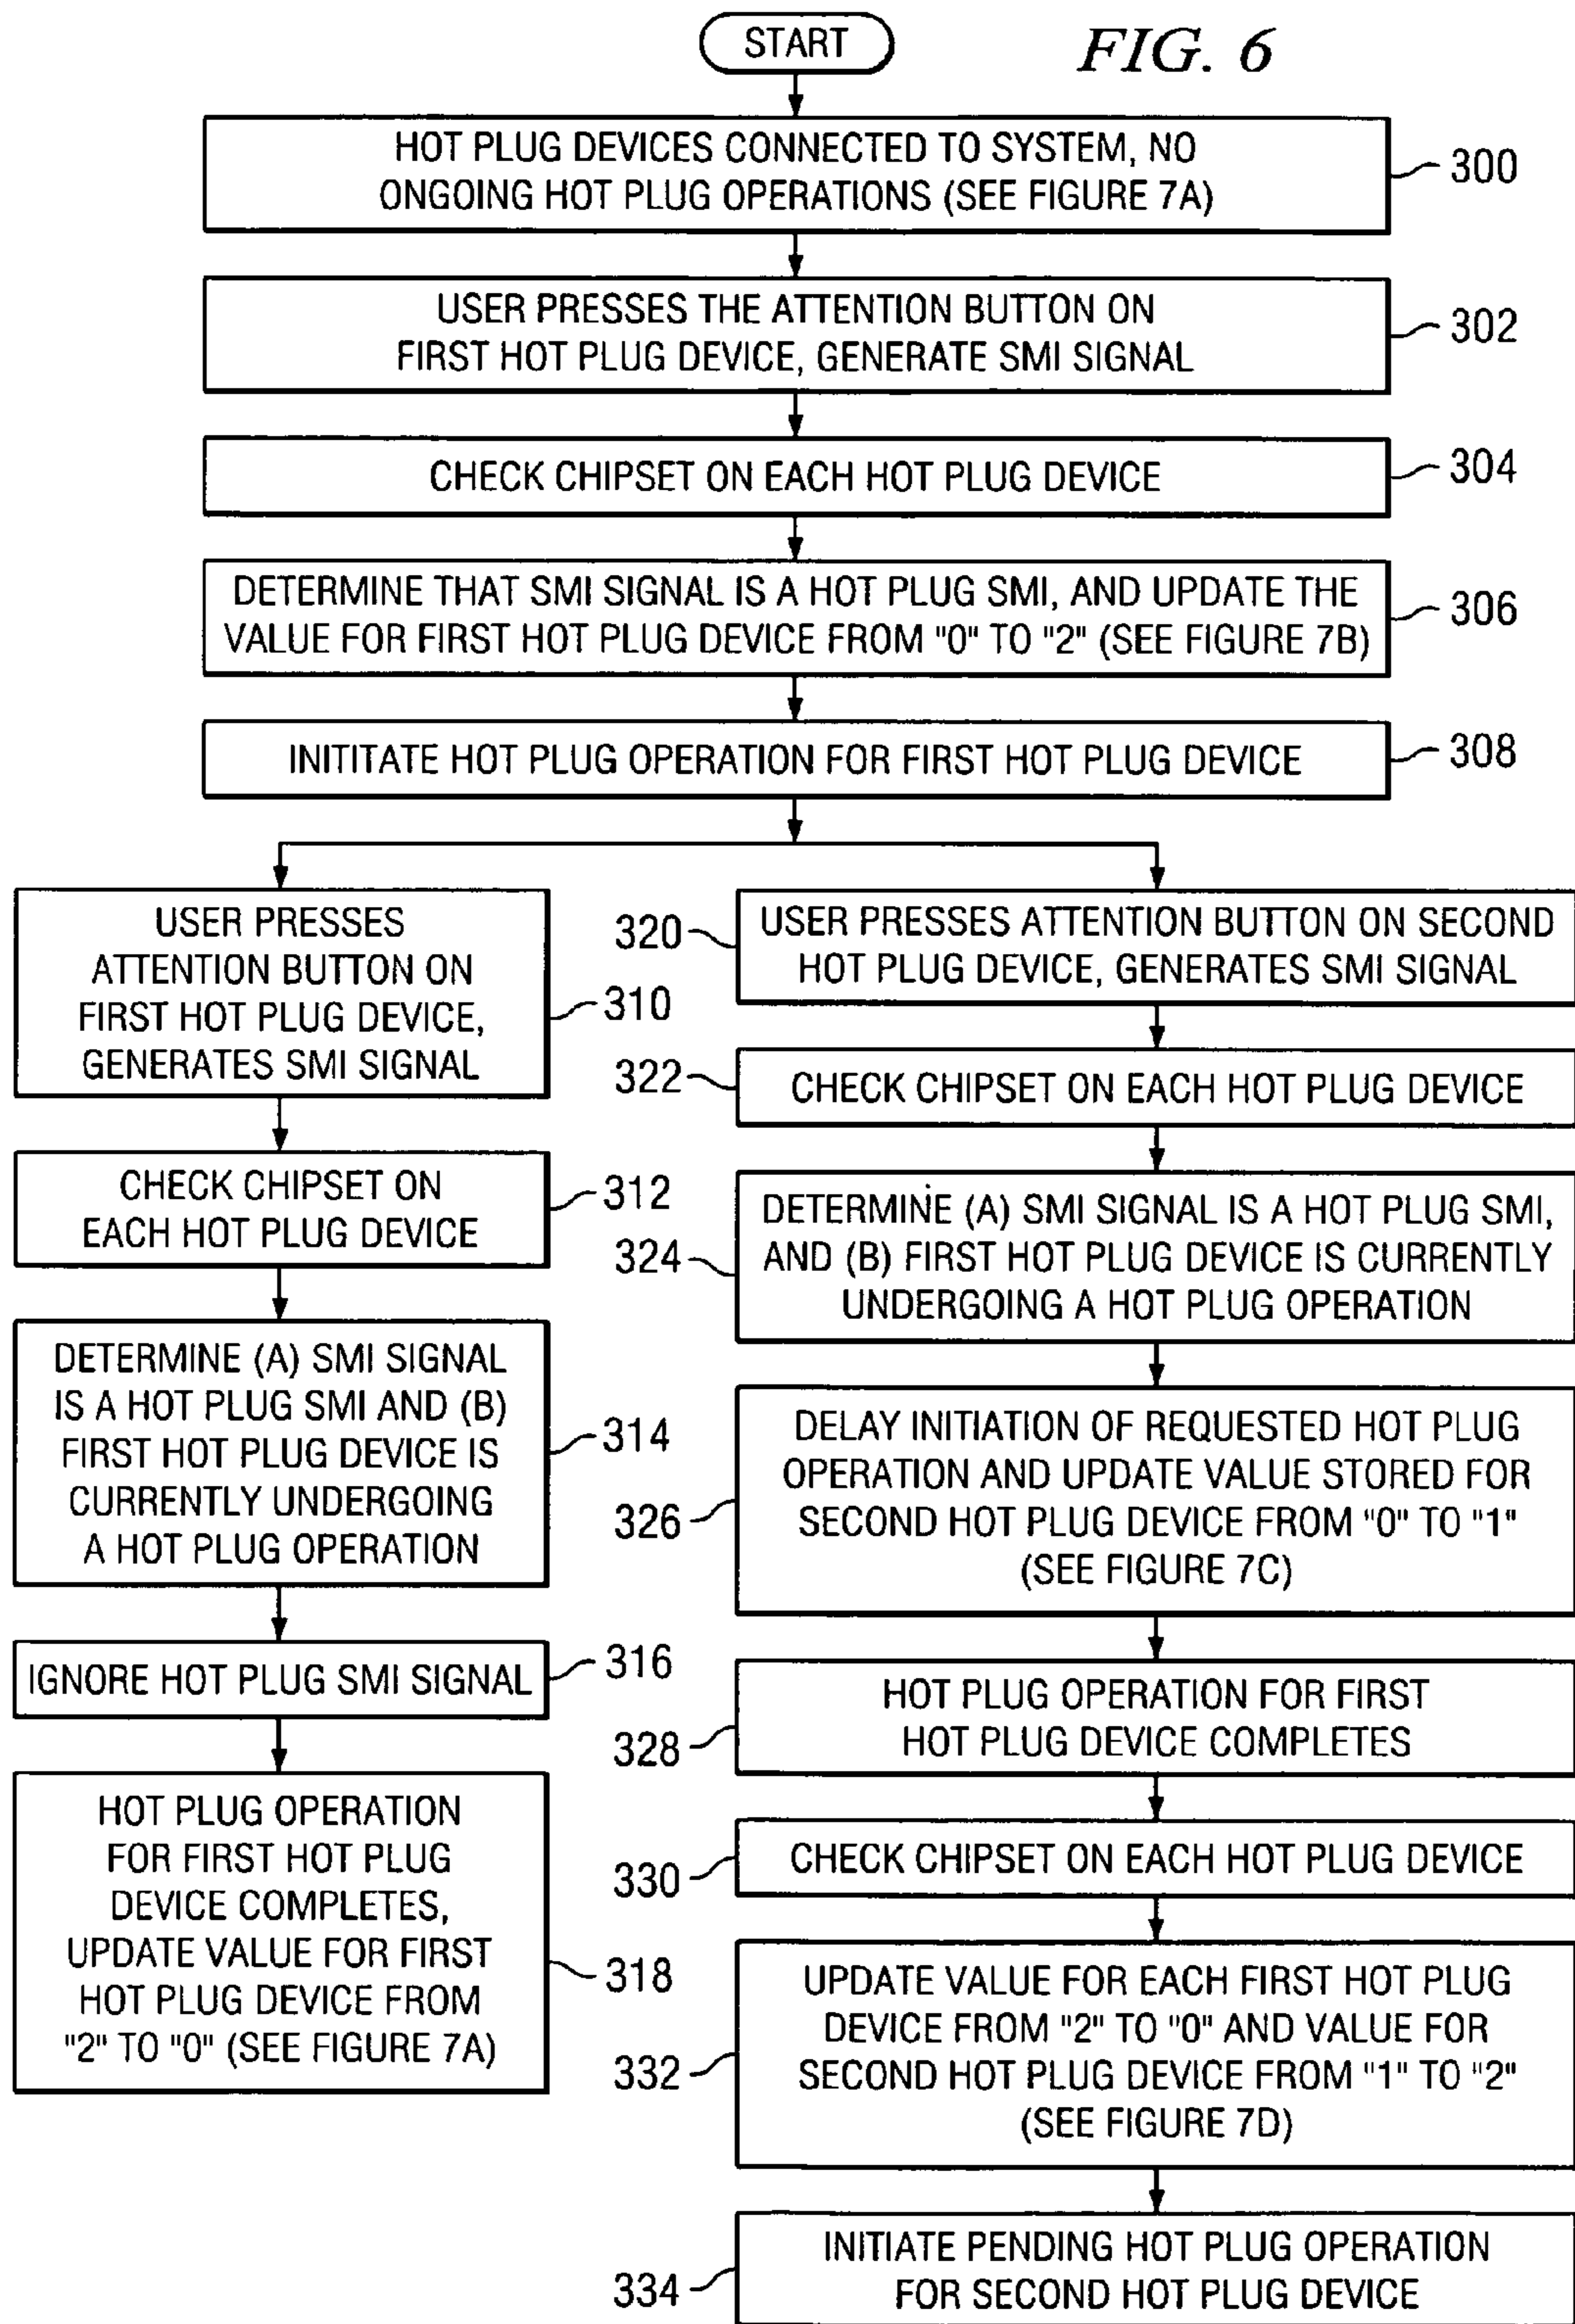 START
FIG. 6
HOT PLUG DEVICES CONNECTED TO SYSTEM, NO
ONGOING HOT PLUG OPERATIONS (SEE FIGURE 7A)
300
USER PRESSES THE ATTENTION BUTTON ON
FIRST HOT PLUG DEVICE, GENERATE SMI SIGNAL
302
CHECK CHIPSET ON EACH HOT PLUG DEVICE
304
DETERMINE THAT SMI SIGNAL IS A HOT PLUG SMI, AND UPDATE THE
VALUE FOR FIRST HOT PLUG DEVICE FROM "0" TO "2" (SEE FIGURE 7B)
306
INITITATE HOT PLUG OPERATION FOR FIRST HOT PLUG DEVICE
308
USER PRESSES
ATTENTION BUTTON ON
FIRST HOT PLUG DEVICE,
GENERATES SMI SIGNAL
310
CHECK CHIPSET ON
EACH HOT PLUG DEVICE
312
DETERMINE (A) SMI SIGNAL
IS A HOT PLUG SMI AND (B)
FIRST HOT PLUG DEVICE IS
CURRENTLY UNDERGOING
A HOT PLUG OPERATION
314
IGNORE HOT PLUG SMI SIGNAL
316
HOT PLUG OPERATION
FOR FIRST HOT PLUG
DEVICE COMPLETES,
UPDATE VALUE FOR FIRST
HOT PLUG DEVICE FROM
"2" TO "0" (SEE FIGURE 7A)
318
320
USER PRESSES ATTENTION BUTTON ON SECOND
HOT PLUG DEVICE, GENERATES SMI SIGNAL
322
CHECK CHIPSET ON EACH HOT PLUG DEVICE
324
DETERMINE (A) SMI SIGNAL IS A HOT PLUG SMI,
AND (B) FIRST HOT PLUG DEVICE IS CURRENTLY
UNDERGOING A HOT PLUG OPERATION
326
DELAY INITIATION OF REQUESTED HOT PLUG
OPERATION AND UPDATE VALUE STORED FOR
SECOND HOT PLUG DEVICE FROM "0" TO "1"
(SEE FIGURE 7C)
328
HOT PLUG OPERATION FOR FIRST
HOT PLUG DEVICE COMPLETES
330
CHECK CHIPSET ON EACH HOT PLUG DEVICE
332
UPDATE VALUE FOR EACH FIRST HOT PLUG
DEVICE FROM "2" TO "0" AND VALUE FOR
SECOND HOT PLUG DEVICE FROM "1" TO "2"
(SEE FIGURE 7D)
334
INITIATE PENDING HOT PLUG OPERATION
FOR SECOND HOT PLUG DEVICE